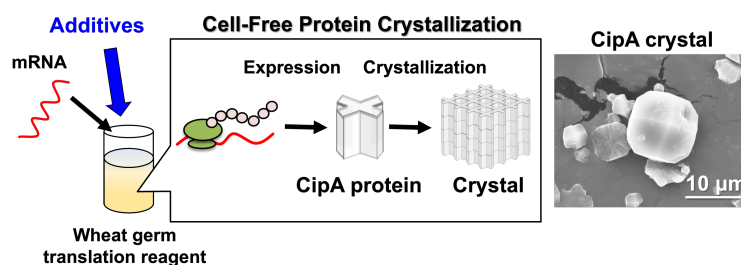 Additives
mRNA
Wheat germ
translation reagent
Cell-Free Protein Crystallization
Expression
Crystallization
CipA protein
Crystal
CipA crystal
10 μm